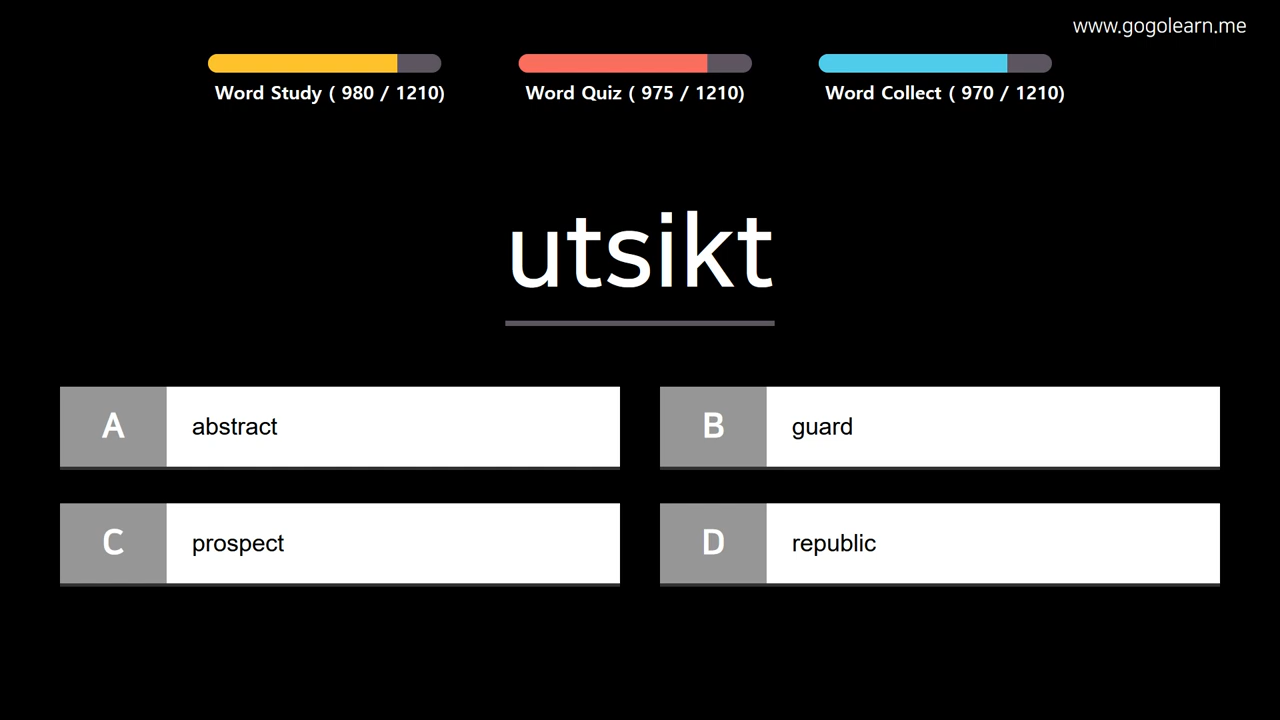 www.gogolearn.me
Word Study ( 980 / 1210)
Word Quiz ( 975 / 1210)
Word Collect ( 970 / 1210)
utsikt
A abstract
B guard
C prospect
D republic